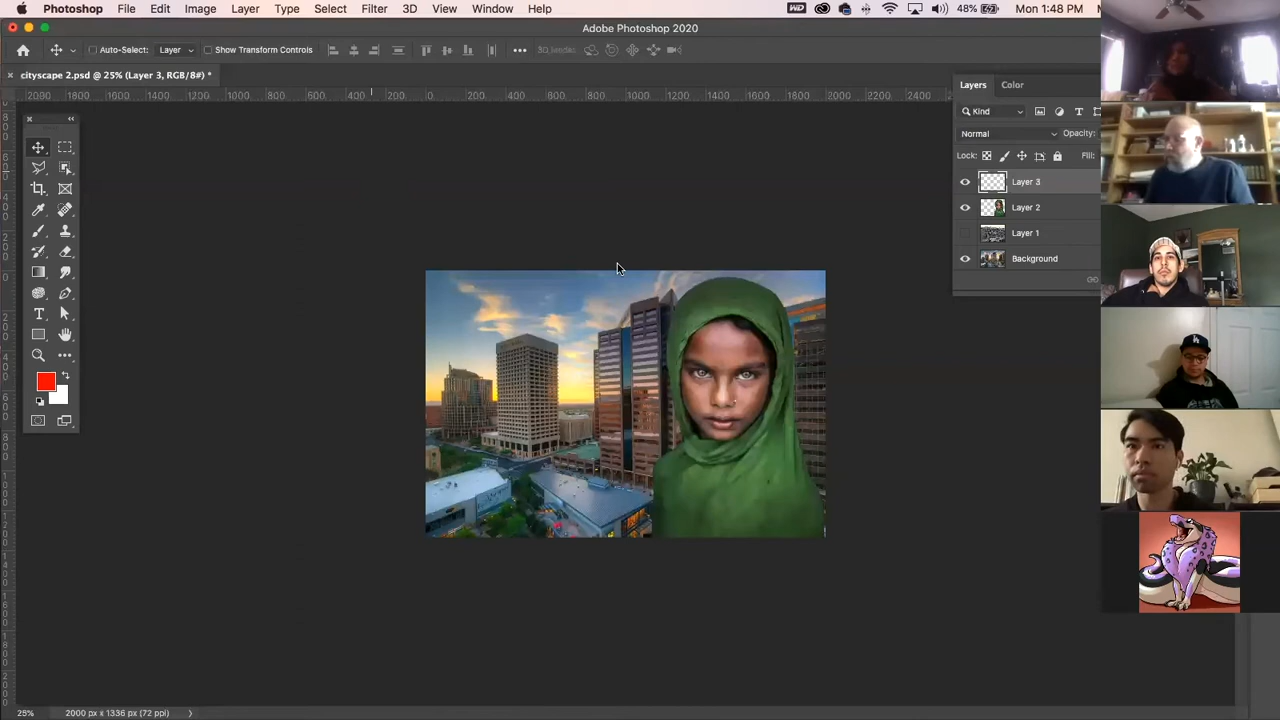 Photoshop File Edit Image Layer Type Select Filter 3D View Window Help 48% Mon 1:48 PM
Adobe Photoshop 2020
Auto-Select: Layer Show Transform Controls 3D Mode:
cityscape 2.psd @ 25% (Layer 3, RGB/8#) *
2080 1800 1600 1400 1200 1000 800 600 400 200 0 200 400 600 800 1000 1200 1400 1600 1800 2000 2200 2400
Layers Color
Kind
Normal Opacity:
Lock: Fill:
Layer 3
Layer 2
Layer 1
Background
25% 2000 px x 1336 px (72 ppi)